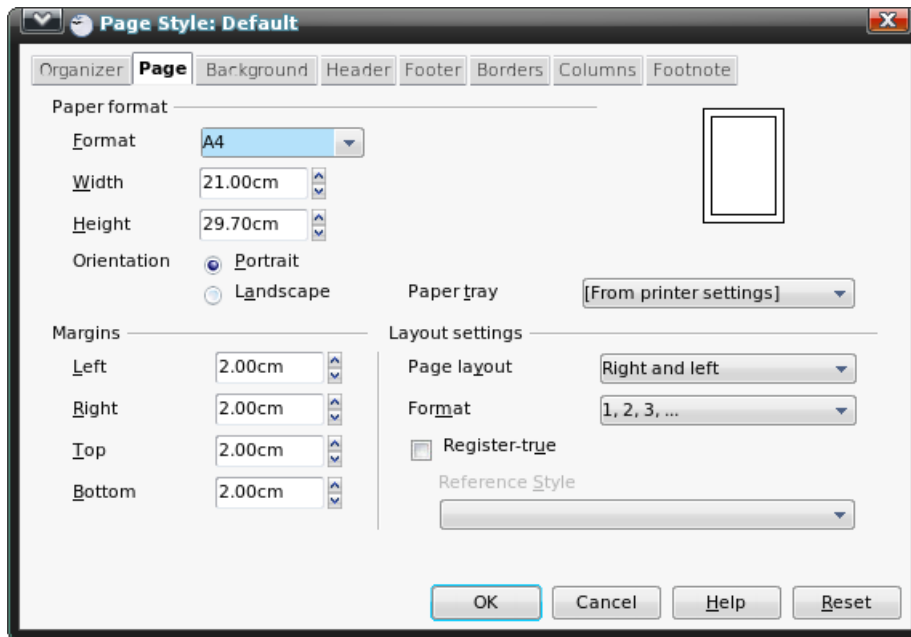 Page Style: Default
Organizer Page Background Header Footer Borders Columns Footnote
Paper format
Format A4
Width 21.00cm
Height 29.70cm
Orientation Portrait
Landscape Paper tray [From printer settings]
Margins Layout settings
Left 2.00cm Page layout Right and left
Right 2.00cm Format 1, 2, 3, ...
Top 2.00cm Register-true
Reference Style
Bottom 2.00cm
OK Cancel Help Reset